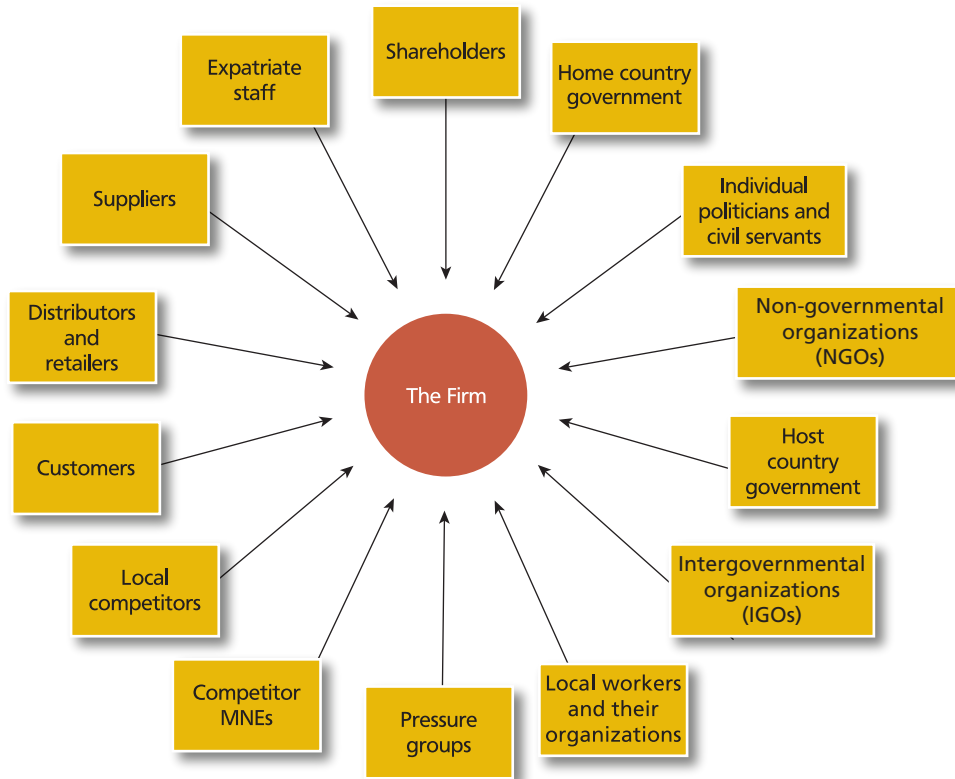 Shareholders
Home country
government
Individual
politicians and
civil servants
Non-governmental
organizations
(NGOs)
Host
country
government
Intergovernmental
organizations
(IGOs)
Local workers
and their
organizations
Pressure
groups
Competitor
MNEs
Local
competitors
Customers
Distributors
and
retailers
Suppliers
Expatriate
staff
The Firm